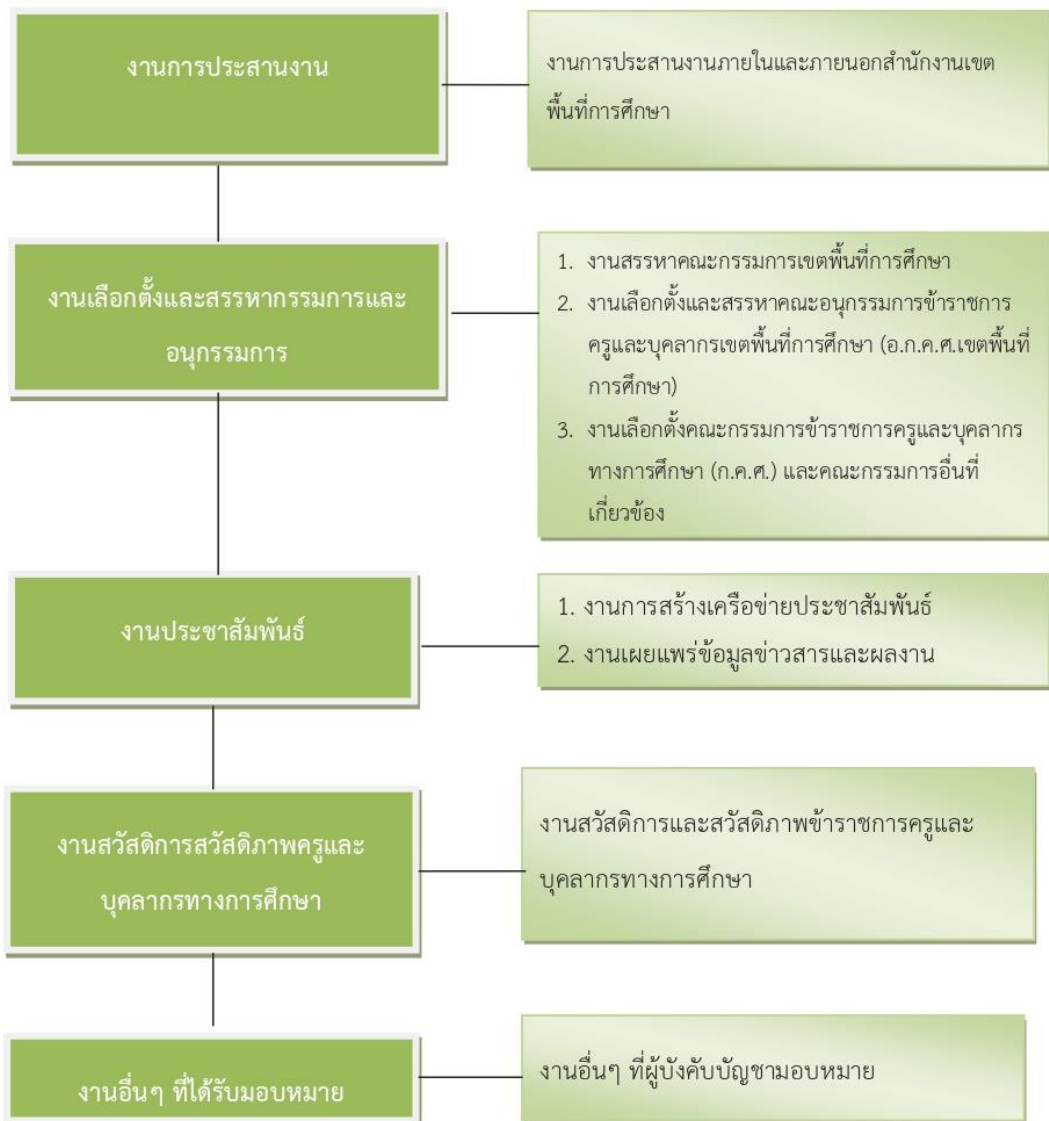 งานการประสานงาน
งานการประสานงานภายในและภายนอกสำนักงานเขต
พื้นที่การศึกษา
งานเลือกตั้งและสรรหากรรมการและ
อนุกรรมการ
1. งานสรรหาคณะกรรมการเขตพื้นที่การศึกษา
2. งานเลือกตั้งและสรรหาคณะอนุกรรมการข้าราชการ
ครูและบุคลากรเขตพื้นที่การศึกษา (อ.ก.ค.ศ.เขตพื้นที่
การศึกษา)
3. งานเลือกตั้งคณะกรรมการข้าราชการครูและบุคลากร
ทางการศึกษา (ก.ค.ศ.) และคณะกรรมการอื่นที่
เกี่ยวข้อง
งานประชาสัมพันธ์
1. งานการสร้างเครือข่ายประชาสัมพันธ์
2. งานเผยแพร่ข้อมูลข่าวสารและผลงาน
งานสวัสดิการสวัสดิภาพครูและ
บุคลากรทางการศึกษา
งานสวัสดิการและสวัสดิภาพข้าราชการครูและ
บุคลากรทางการศึกษา
งานอื่นๆ ที่ได้รับมอบหมาย
งานอื่นๆ ที่ผู้บังคับบัญชามอบหมาย